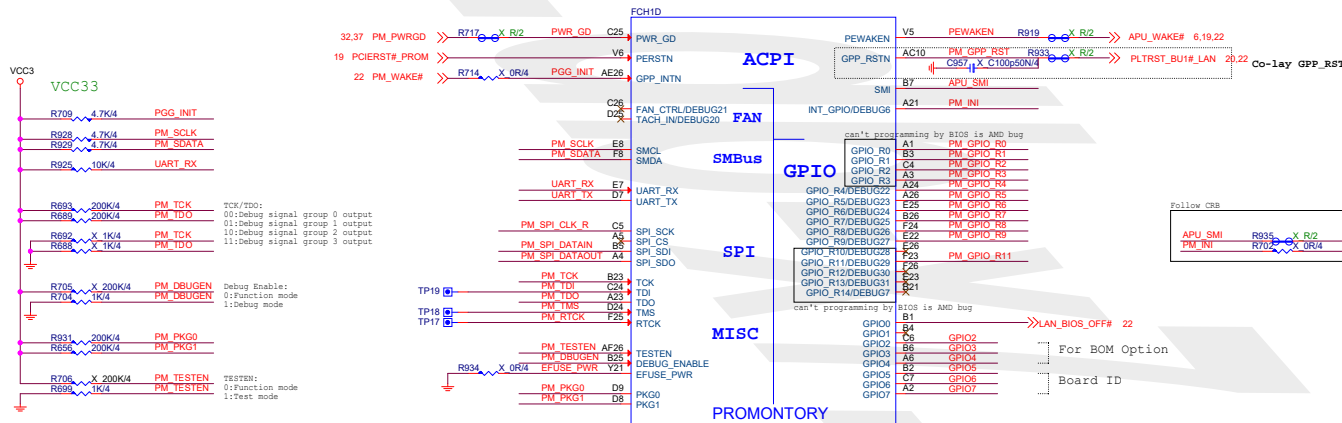 FCH1D
32,37 PM_PWRGD R717 X_R/2 PWR_GD C25 PWR_GD
19 PCIERST#_PROM V6 PERSTN
22 PM_WAKE# R714 X_0R/4 PGG_INIT AE26 GPP_INTN
ACPI
PEWAKEN V5 PEWAKEN R919 X_R/2 APU_WAKE# 6,19,22
GPP_RSTN AC10 PM_GPP_RST R933 X_R/2 PLTRST_BU1#_LAN 20,22
C957 X_C100p50N/4
Co-lay GPP_RST
SMI B7 APU_SMI
INT_GPIO/DEBUG6 A21 PM_INI
VCC3
VCC33
R709 4.7K/4 PGG_INIT
R928 4.7K/4 PM_SCLK
R929 4.7K/4 PM_SDATA
R925 10K/4 UART_RX
R693 200K/4 PM_TCK
R689 200K/4 PM_TDO
R692 X_1K/4 PM_TCK
R688 X_1K/4 PM_TDO
TCK/TDO:
00:Debug signal group 0 output
01:Debug signal group 1 output
10:Debug signal group 2 output
11:Debug signal group 3 output
R705 X_200K/4 PM_DBUGEN
R704 1K/4 PM_DBUGEN
Debug Enable:
0:Function mode
1:Debug mode
R931 200K/4 PM_PKG0
R656 200K/4 PM_PKG1
R706 X_200K/4 PM_TESTEN
R699 1K/4 PM_TESTEN
TESTEN:
0:Function mode
1:Test mode
C26 FAN_CTRL/DEBUG21
D25 TACH_IN/DEBUG20
FAN
PM_SCLK E8 SMCL
PM_SDATA F8 SMDA
SMBus
UART_RX E7 UART_RX
UART_TX D7 UART_TX
PM_SPI_CLK_R C5 SPI_SCK
A5 SPI_CS
PM_SPI_DATAIN B5 SPI_SDI
PM_SPI_DATAOUT A4 SPI_SDO
SPI
PM_TCK B23 TCK
TP19 PM_TDI C24 TDI
PM_TDO A23 TDO
TP18 PM_TMS D24 TMS
TP17 PM_RTCK F25 RTCK
MISC
PM_TESTEN AF26 TESTEN
PM_DBUGEN B25 DEBUG_ENABLE
R934 X_0R/4 EFUSE_PWR Y21 EFUSE_PWR
PM_PKG0 D9 PKG0
PM_PKG1 D8 PKG1
PROMONTORY
GPIO
can't programming by BIOS is AMD bug
GPIO_R0 A1 PM_GPIO_R0
GPIO_R1 B3 PM_GPIO_R1
GPIO_R2 C4 PM_GPIO_R2
GPIO_R3 A3 PM_GPIO_R3
GPIO_R4/DEBUG22 A24 PM_GPIO_R4
GPIO_R5/DEBUG23 A26 PM_GPIO_R5
GPIO_R6/DEBUG24 E25 PM_GPIO_R6
GPIO_R7/DEBUG25 B26 PM_GPIO_R7
GPIO_R8/DEBUG26 F24 PM_GPIO_R8
GPIO_R9/DEBUG27 E22 PM_GPIO_R9
GPIO_R10/DEBUG28 E26
GPIO_R11/DEBUG29 F23 PM_GPIO_R11
GPIO_R12/DEBUG30 F26
GPIO_R13/DEBUG31 E23
GPIO_R14/DEBUG7 B21
can't programming by BIOS is AMD bug
GPIO0 B1 LAN_BIOS_OFF# 22
GPIO1 B4
GPIO2 C6 GPIO2
GPIO3 B6 GPIO3
GPIO4 A6 GPIO4
GPIO5 B2 GPIO5
GPIO6 C7 GPIO6
GPIO7 A2 GPIO7
For BOM Option
Board ID
Follow CRB
APU_SMI R935 X_R/2
PM_INI R702 X_0R/4